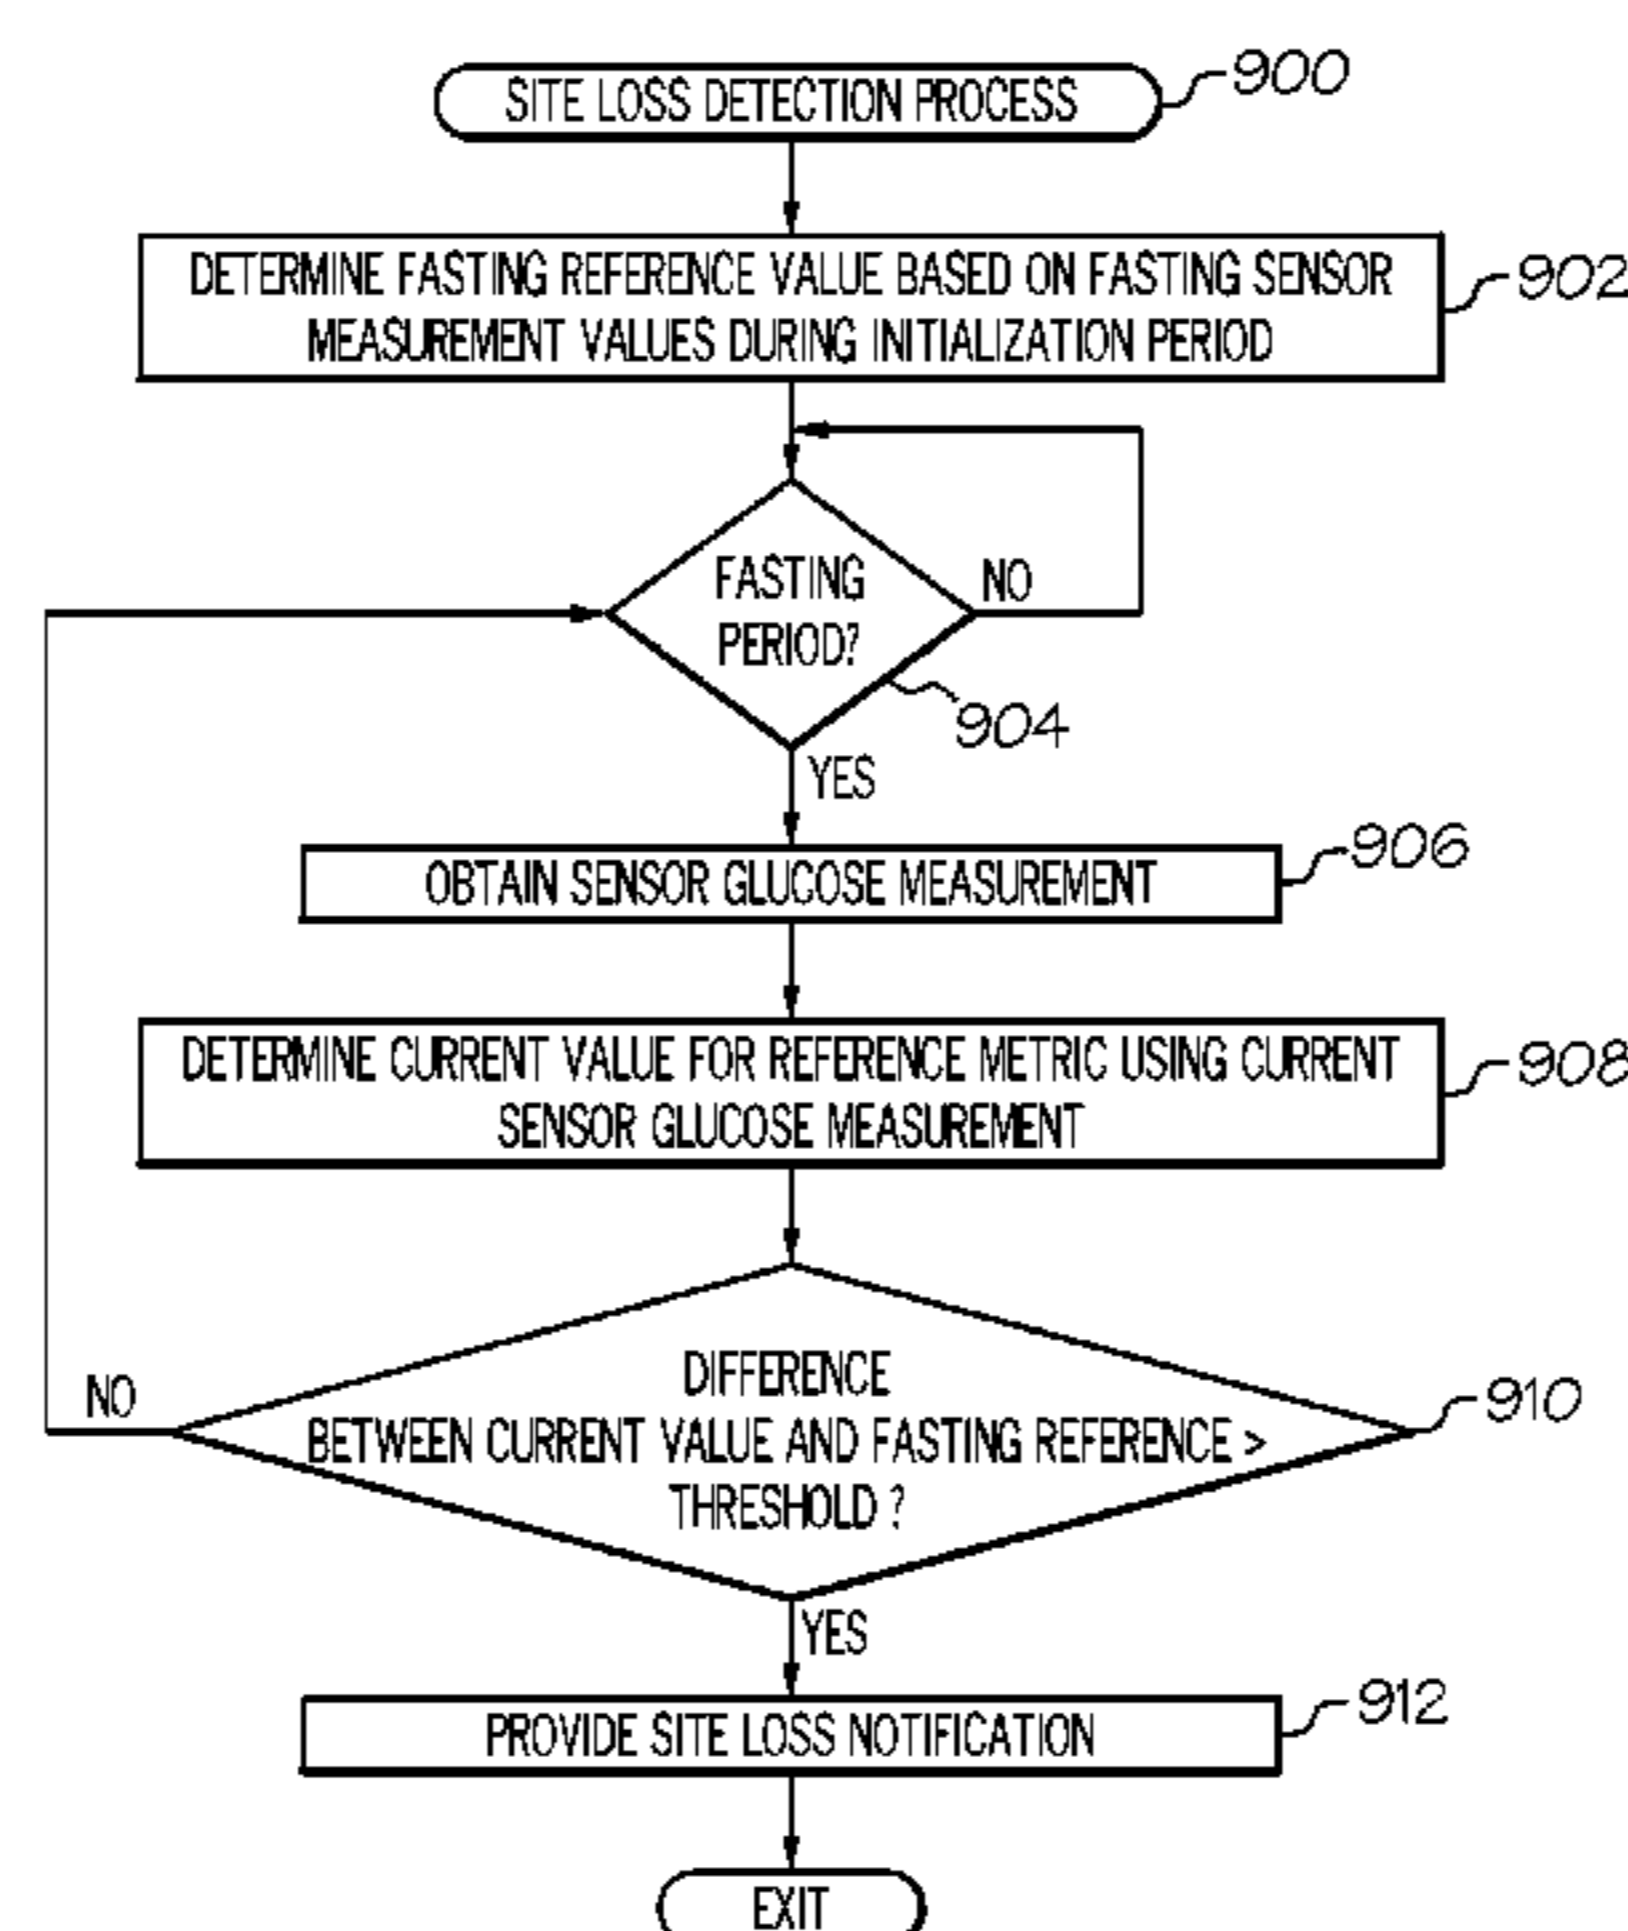 SITE LOSS DETECTION PROCESS
900
DETERMINE FASTING REFERENCE VALUE BASED ON FASTING SENSOR
MEASUREMENT VALUES DURING INITIALIZATION PERIOD
902
FASTING
PERIOD?
NO
904
YES
OBTAIN SENSOR GLUCOSE MEASUREMENT
906
DETERMINE CURRENT VALUE FOR REFERENCE METRIC USING CURRENT
SENSOR GLUCOSE MEASUREMENT
908
DIFFERENCE
BETWEEN CURRENT VALUE AND FASTING REFERENCE >
THRESHOLD ?
NO
910
YES
PROVIDE SITE LOSS NOTIFICATION
912
EXIT